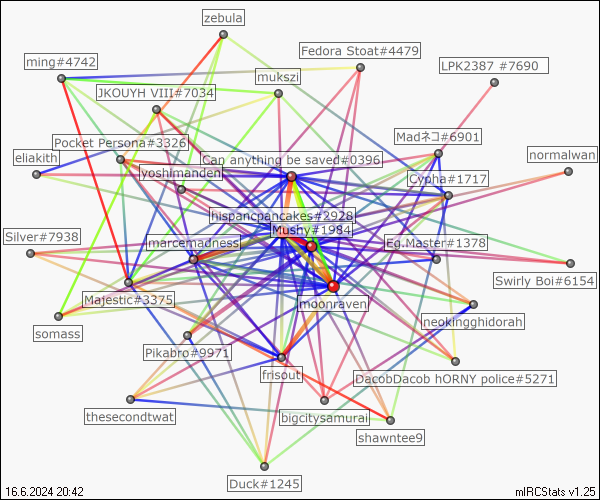 zebula
Fedora Stoat#4479
ming#4742
LPK2387 #7690
mukszi
JKOUYH VIII#7034
Madネコ#6901
Pocket Persona#3326
eliakith
Can anything be saved#0396
normalwan
yoshimanden
Cypha#1717
hispancpancakes#2928
Mushy#1984
Silver#7938
marcemadness
Eg.Master#1378
Swirly Boi#6154
Majestic#3375
moonraven
somass
neokingghidorah
Pikabro#9971
frisout
DacobDacob hORNY police#5271
thesecondtwat
bigcitysamurai
shawntee9
Duck#1245
16.6.2024 20:42
mIRCStats v1.25